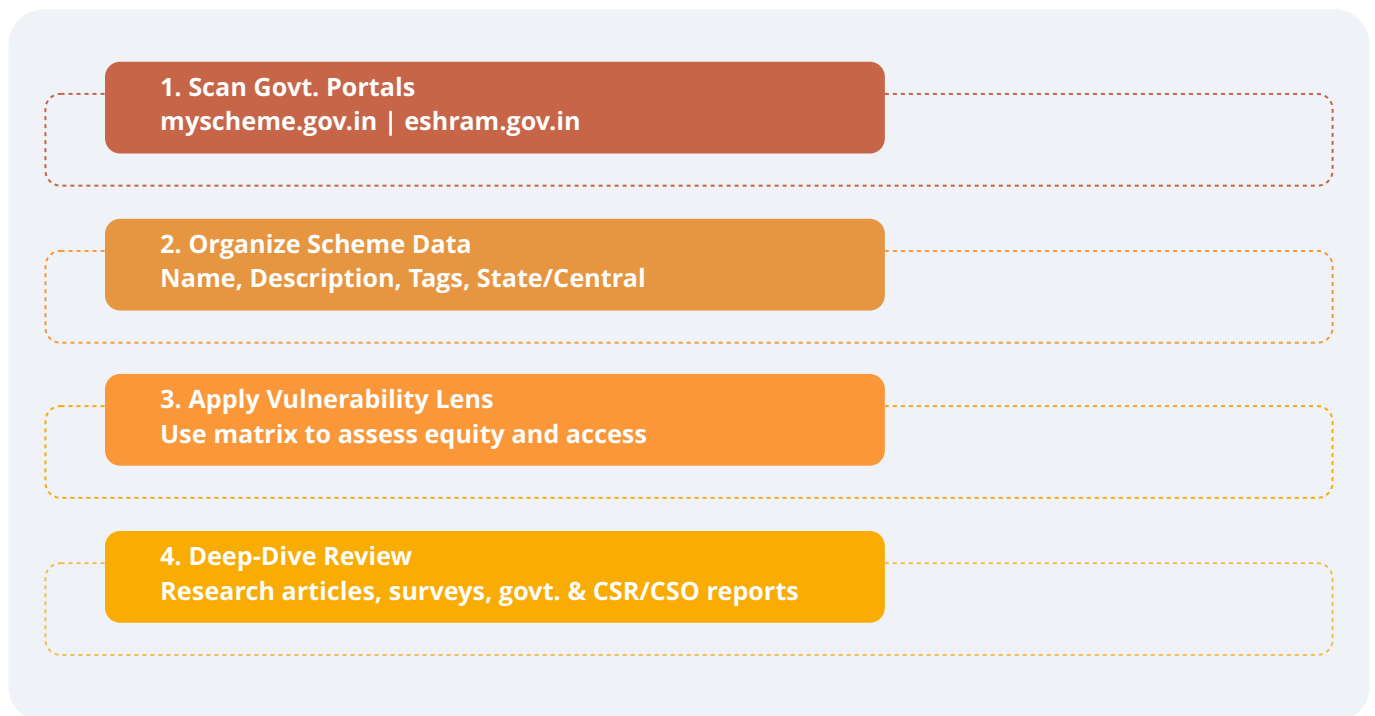 1. Scan Govt. Portals
myscheme.gov.in | eshram.gov.in
2. Organize Scheme Data
Name, Description, Tags, State/Central
3. Apply Vulnerability Lens
Use matrix to assess equity and access
4. Deep-Dive Review
Research articles, surveys, govt. & CSR/CSO reports